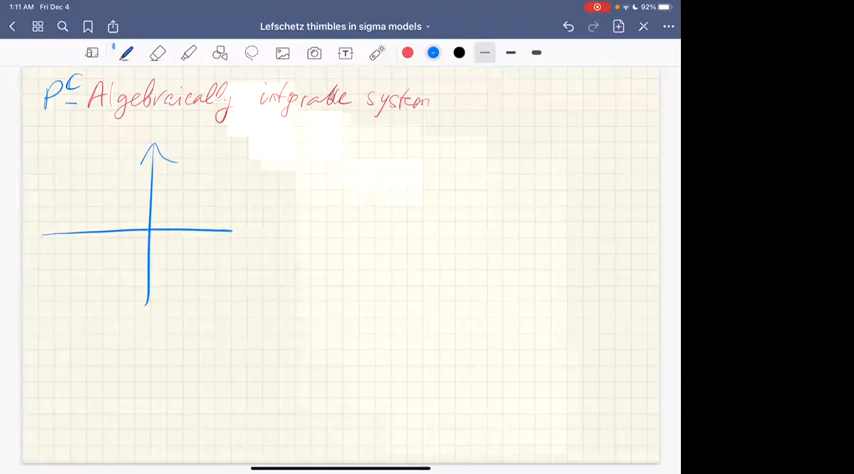 1:11 AM Fri Dec 4
92%
Lefschetz thimbles in sigma models
P^C - Algebraically integrable system